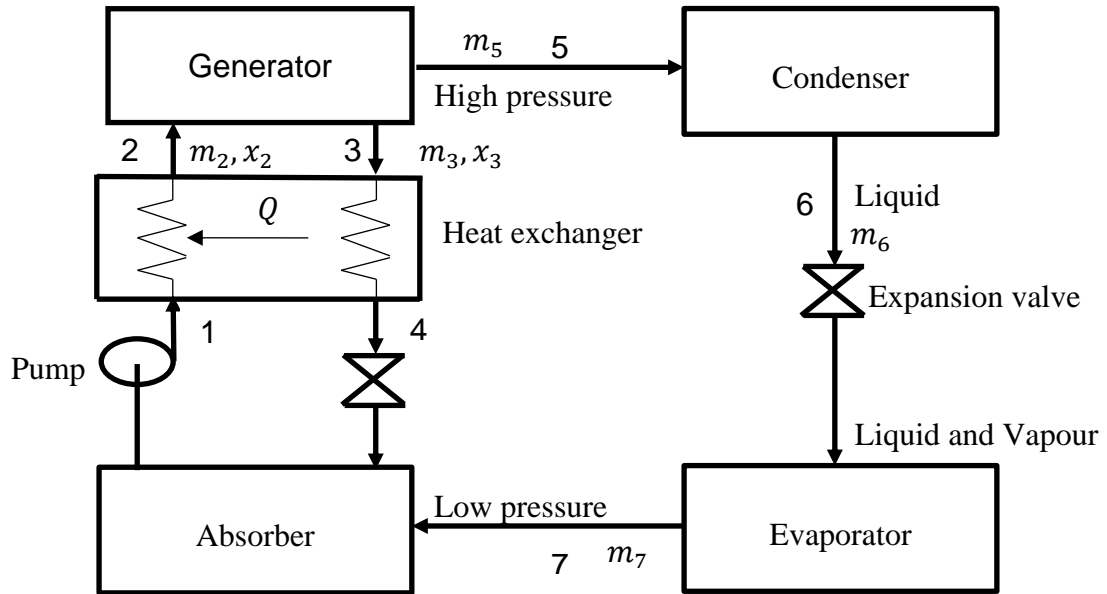 Generator
m₅
5
High pressure
Condenser
2
m₂, x₂
3
m₃, x₃
Q
Heat exchanger
6
Liquid
m₆
Expansion valve
1
4
Pump
Liquid and Vapour
Absorber
Low pressure
7
m₇
Evaporator